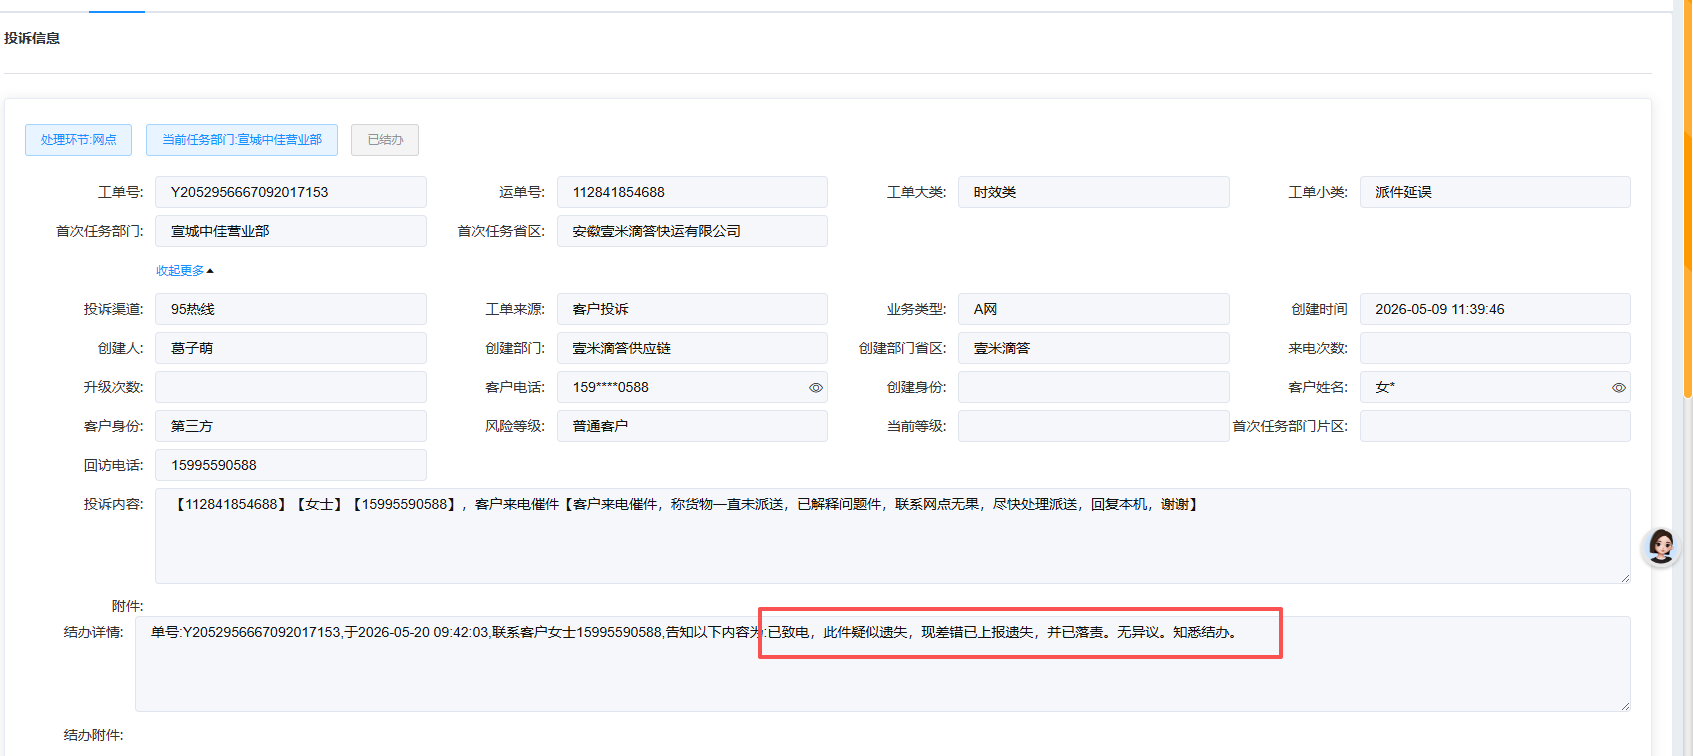 投诉信息
处理环节:网点 当前任务部门:宣城中佳营业部 已结办
工单号: Y2052956667092017153 运单号: 112841854688 工单大类: 时效类 工单小类: 派件延误
首次任务部门: 宣城中佳营业部 首次任务省区: 安徽壹米滴答快运有限公司
收起更多
投诉渠道: 95热线 工单来源: 客户投诉 业务类型: A网 创建时间 2026-05-09 11:39:46
创建人: 葛子萌 创建部门: 壹米滴答供应链 创建部门省区: 壹米滴答 来电次数:
升级次数: 客户电话: 159****0588 创建身份: 客户姓名: 女*
客户身份: 第三方 风险等级: 普通客户 当前等级: 首次任务部门片区:
回访电话: 15995590588
投诉内容: 【112841854688】【女士】【15995590588】，客户来电催件【客户来电催件，称货物一直未派送，已解释问题件，联系网点无果，尽快处理派送，回复本机，谢谢】
附件:
结办详情: 单号:Y2052956667092017153,于2026-05-20 09:42:03,联系客户女士15995590588,告知以下内容为:已致电，此件疑似遗失，现差错已上报遗失，并已落责。无异议。知悉结办。
结办附件: